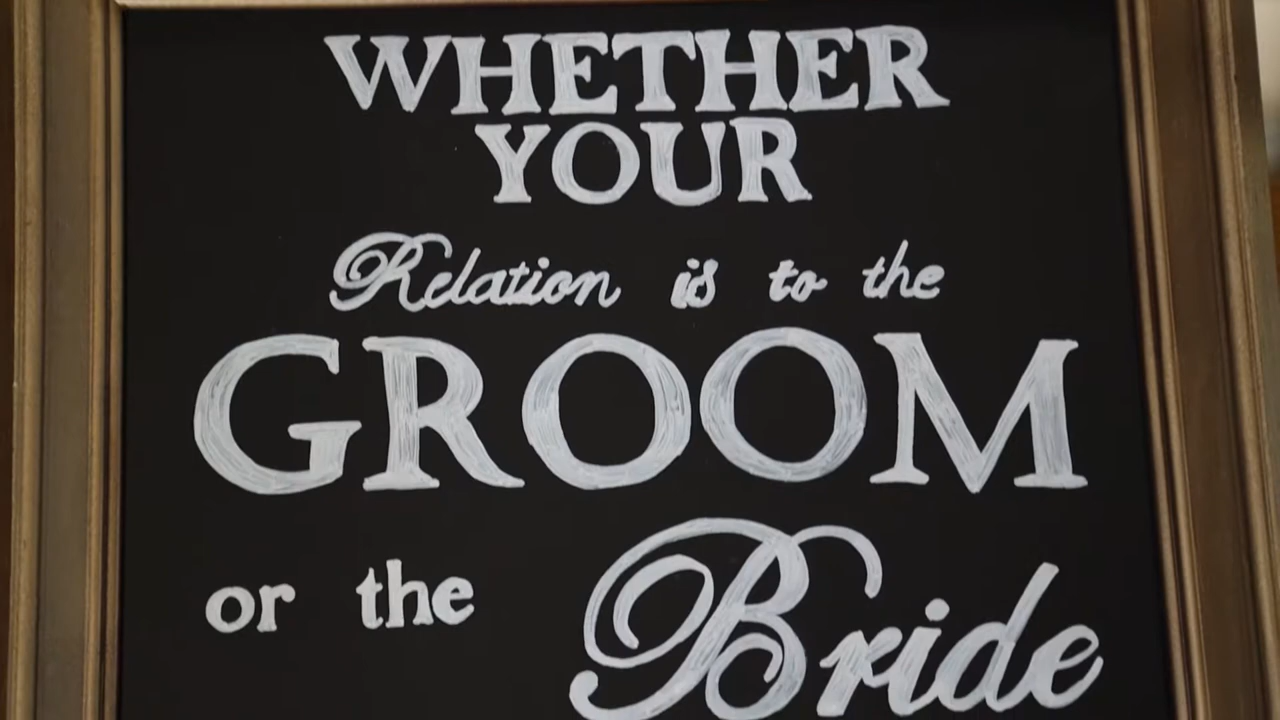 WHETHER
YOUR
Relation is to the
GROOM
or the Bride